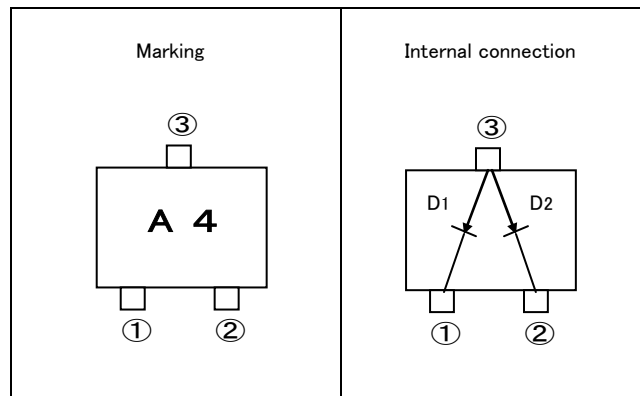 Marking
③
A 4
① ②
Internal connection
③
D1 D2
① ②